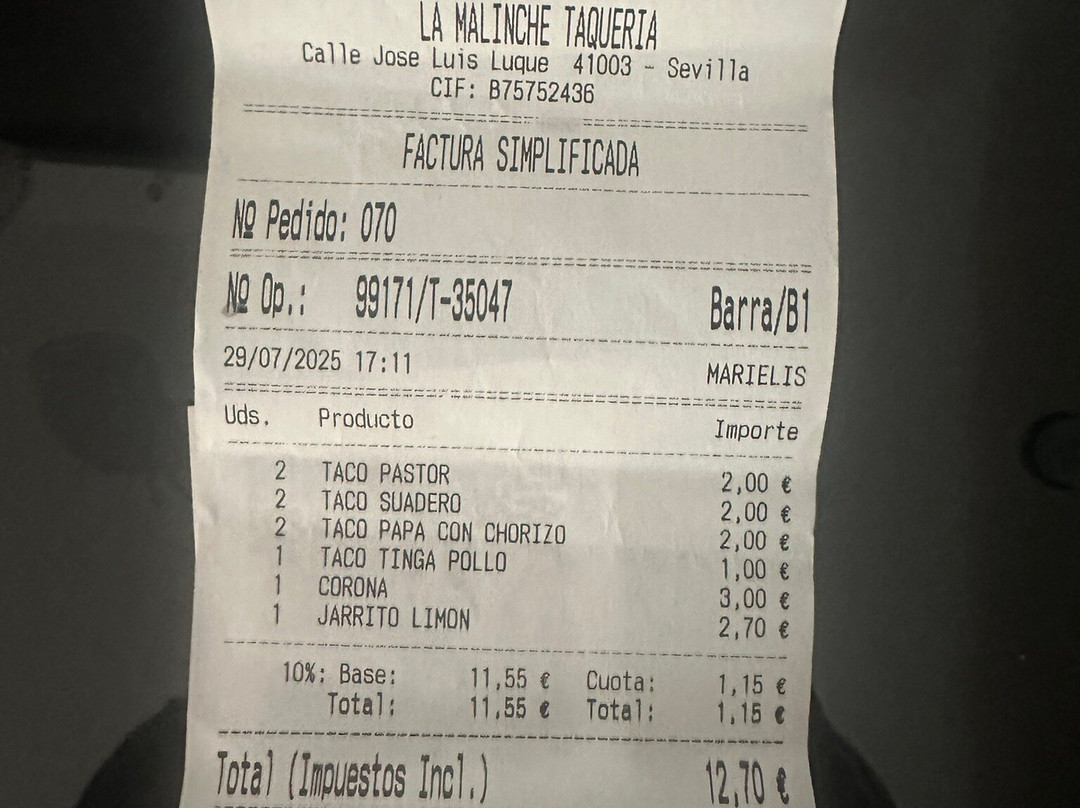 LA MALINCHE TAQUERIA
Calle Jose Luis Luque 41003 - Sevilla
CIF: B75752436
FACTURA SIMPLIFICADA
Nº Pedido: 070
Nº Op.: 99171/T-35047 Barra/B1
29/07/2025 17:11 MARIELIS
Uds. Producto Importe
2 TACO PASTOR 2,00 €
2 TACO SUADERO 2,00 €
2 TACO PAPA CON CHORIZO 2,00 €
1 TACO TINGA POLLO 1,00 €
1 CORONA 3,00 €
1 JARRITO LIMON 2,70 €
10%: Base: 11,55 € Cuota: 1,15 €
Total: 11,55 € Total: 1,15 €
Total (Impuestos Incl.) 12,70 €